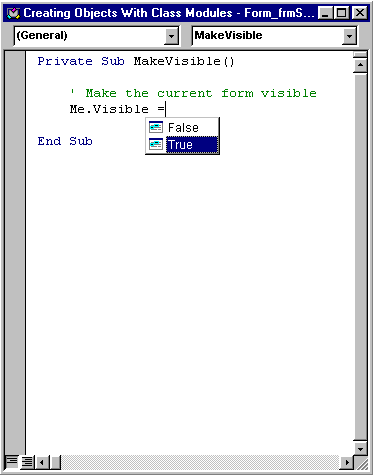 Creating Objects With Class Modules - Form_frmS...
(General) MakeVisible
Private Sub MakeVisible()
' Make the current form visible
Me.Visible =
False
True
End Sub